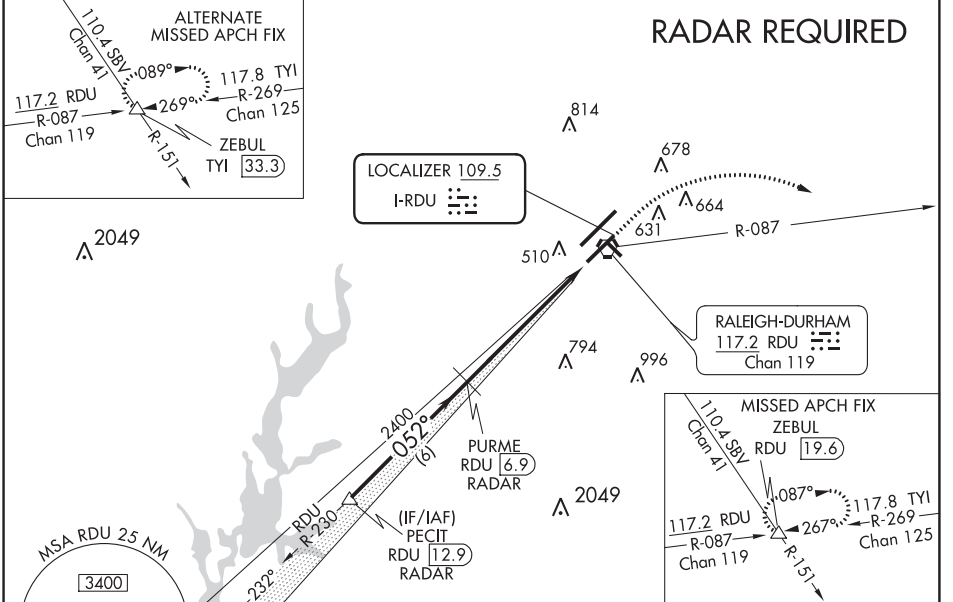 RADAR REQUIRED
ALTERNATE
MISSED APCH FIX
110.4 SBV
Chan 41
089°
269°
117.8 TYI
R-269
Chan 125
117.2 RDU
R-087
Chan 119
R-151
ZEBUL
TYI 33.3
814
678
664
631
510
LOCALIZER 109.5
I-RDU
R-087
2049
RALEIGH-DURHAM
117.2 RDU
Chan 119
794
996
2400
052°
(6)
PURME
RDU 6.9
RADAR
RDU
R-230
(IF/IAF)
PECIT
RDU 12.9
RADAR
2049
MISSED APCH FIX
ZEBUL
RDU 19.6
110.4 SBV
Chan 41
087°
267°
117.8 TYI
R-269
Chan 125
117.2 RDU
R-087
Chan 119
R-151
MSA RDU 25 NM
3400
-232°